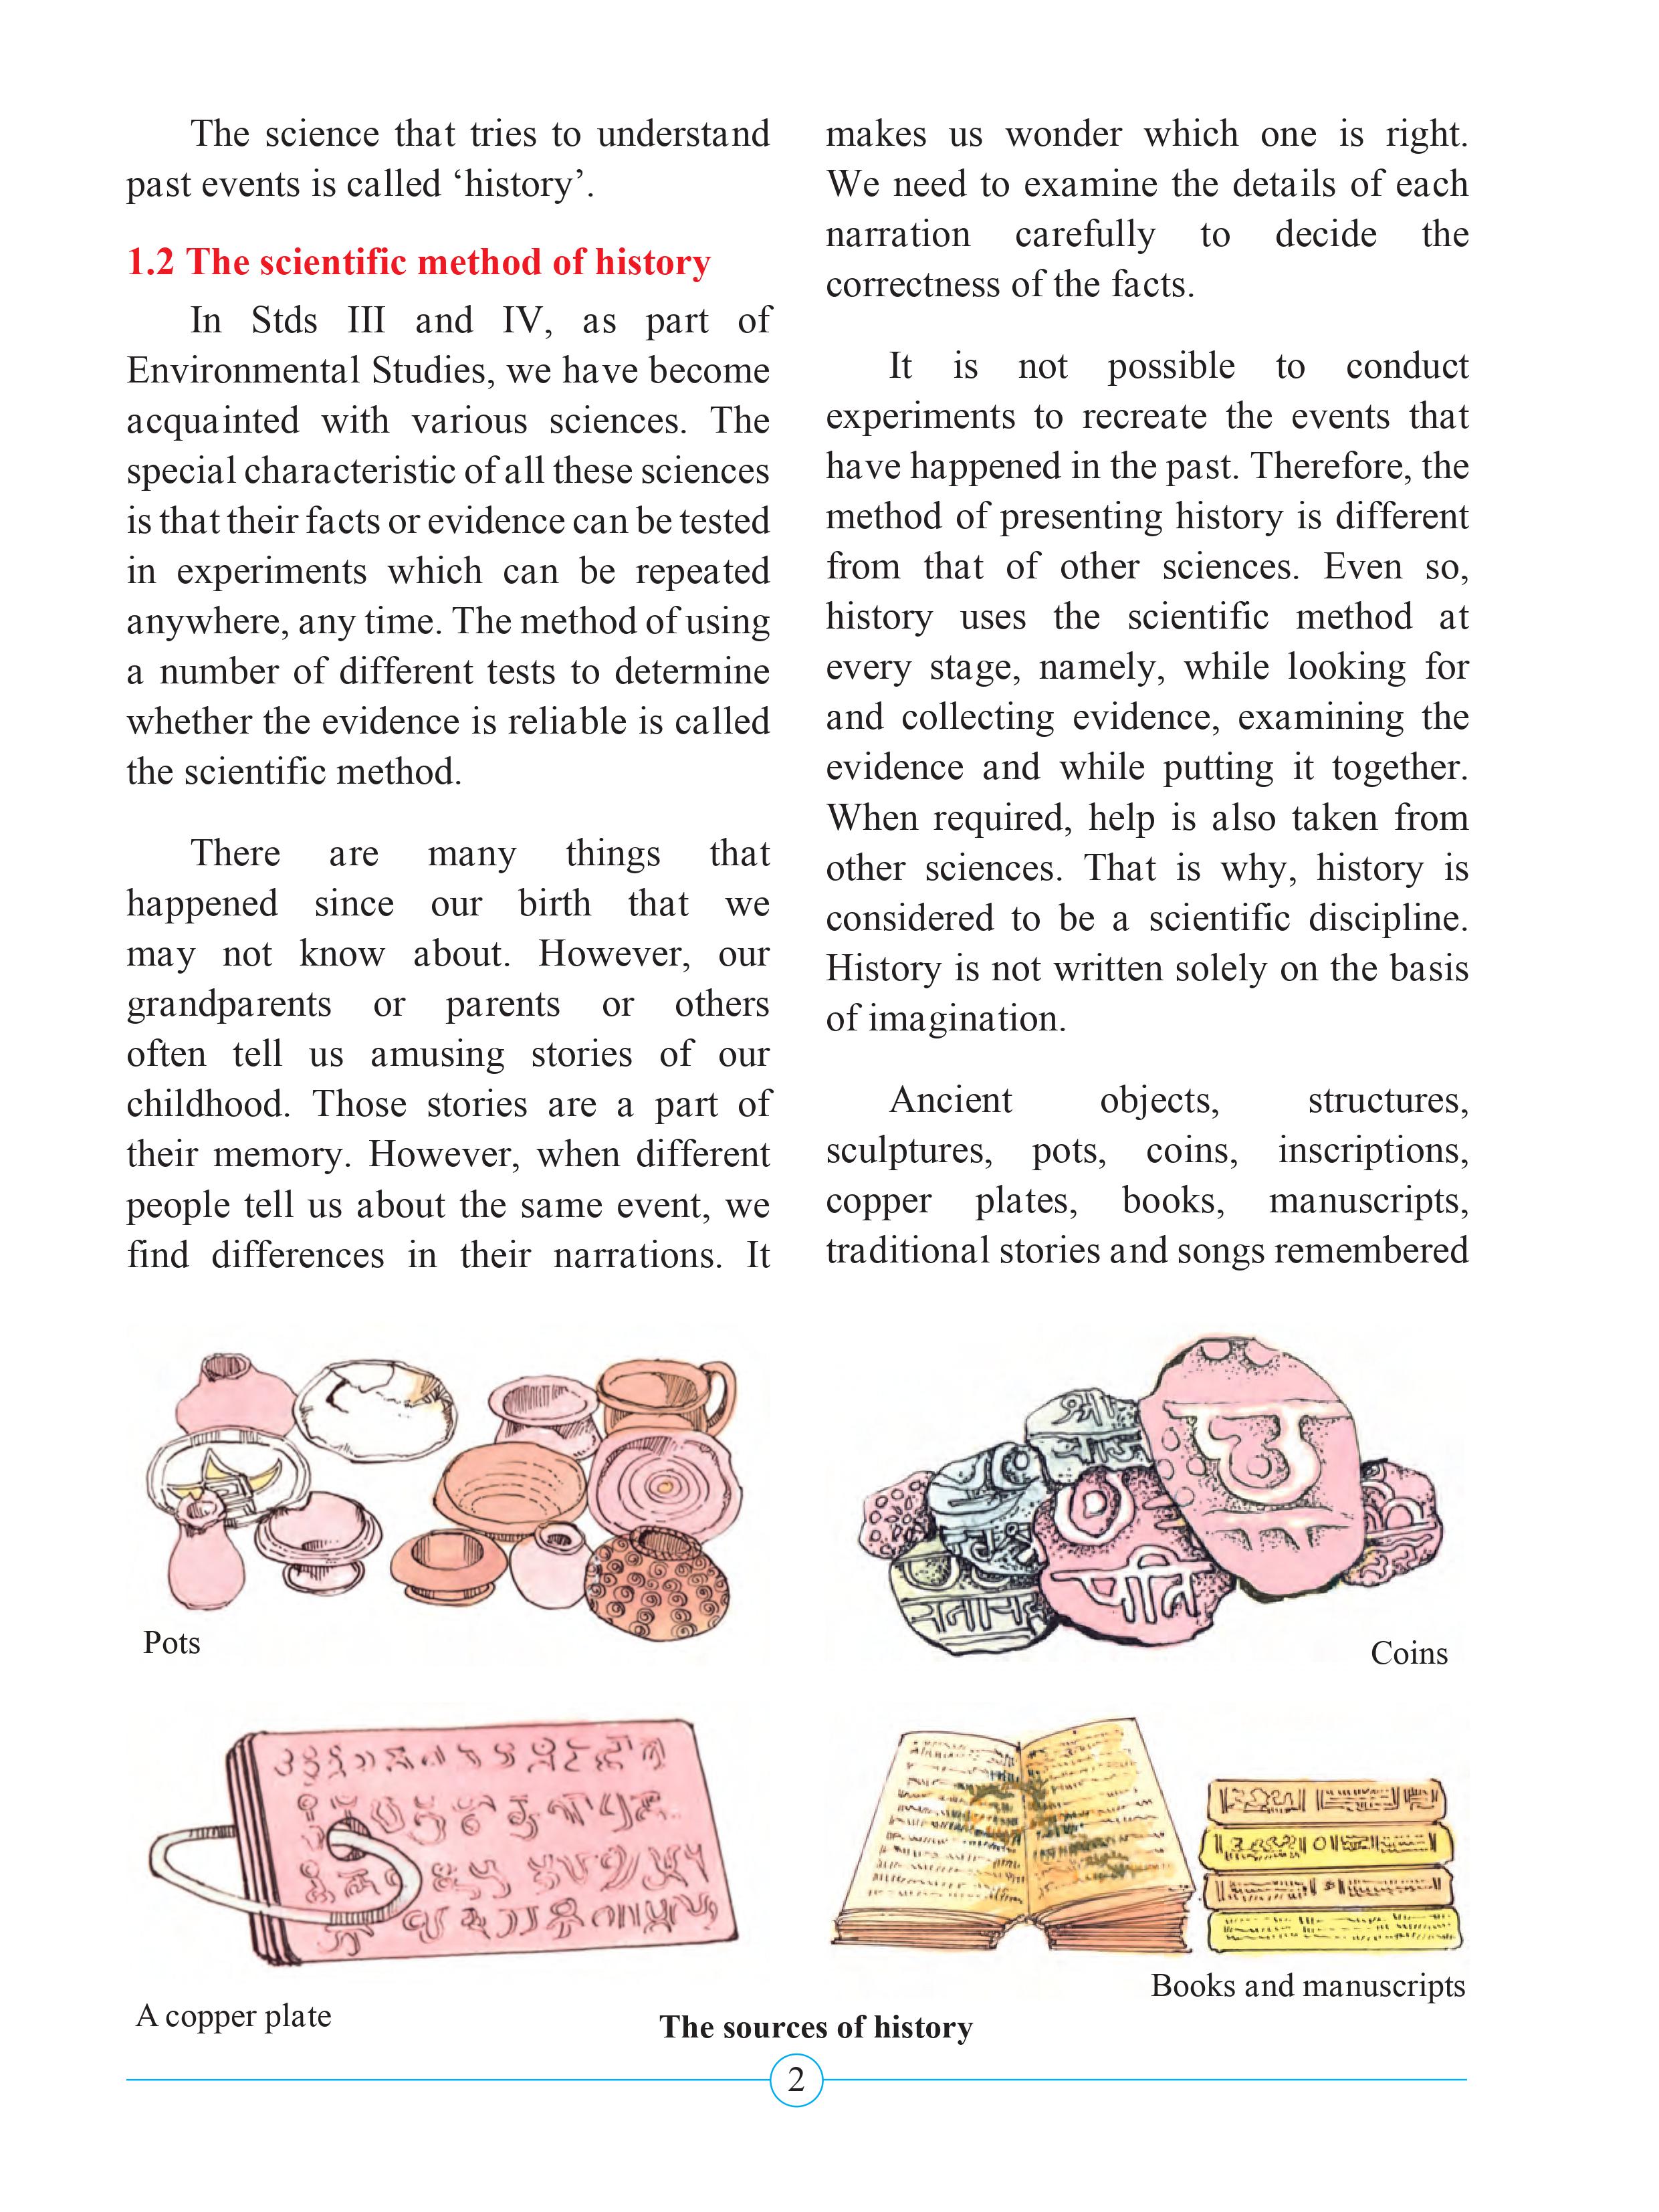 The science that tries to understand
past events is called ‘history’.
1.2 The scientific method of history
In Stds III and IV, as part of
Environmental Studies, we have become
acquainted with various sciences. The
special characteristic of all these sciences
is that their facts or evidence can be tested
in experiments which can be repeated
anywhere, any time. The method of using
a number of different tests to determine
whether the evidence is reliable is called
the scientific method.
There are many things that
happened since our birth that we
may not know about. However, our
grandparents or parents or others
often tell us amusing stories of our
childhood. Those stories are a part of
their memory. However, when different
people tell us about the same event, we
find differences in their narrations. It
makes us wonder which one is right.
We need to examine the details of each
narration carefully to decide the
correctness of the facts.
It is not possible to conduct
experiments to recreate the events that
have happened in the past. Therefore, the
method of presenting history is different
from that of other sciences. Even so,
history uses the scientific method at
every stage, namely, while looking for
and collecting evidence, examining the
evidence and while putting it together.
When required, help is also taken from
other sciences. That is why, history is
considered to be a scientific discipline.
History is not written solely on the basis
of imagination.
Ancient objects, structures,
sculptures, pots, coins, inscriptions,
copper plates, books, manuscripts,
traditional stories and songs remembered
Pots
श्री
उ
पति
Coins
A copper plate
Books and manuscripts
The sources of history
2